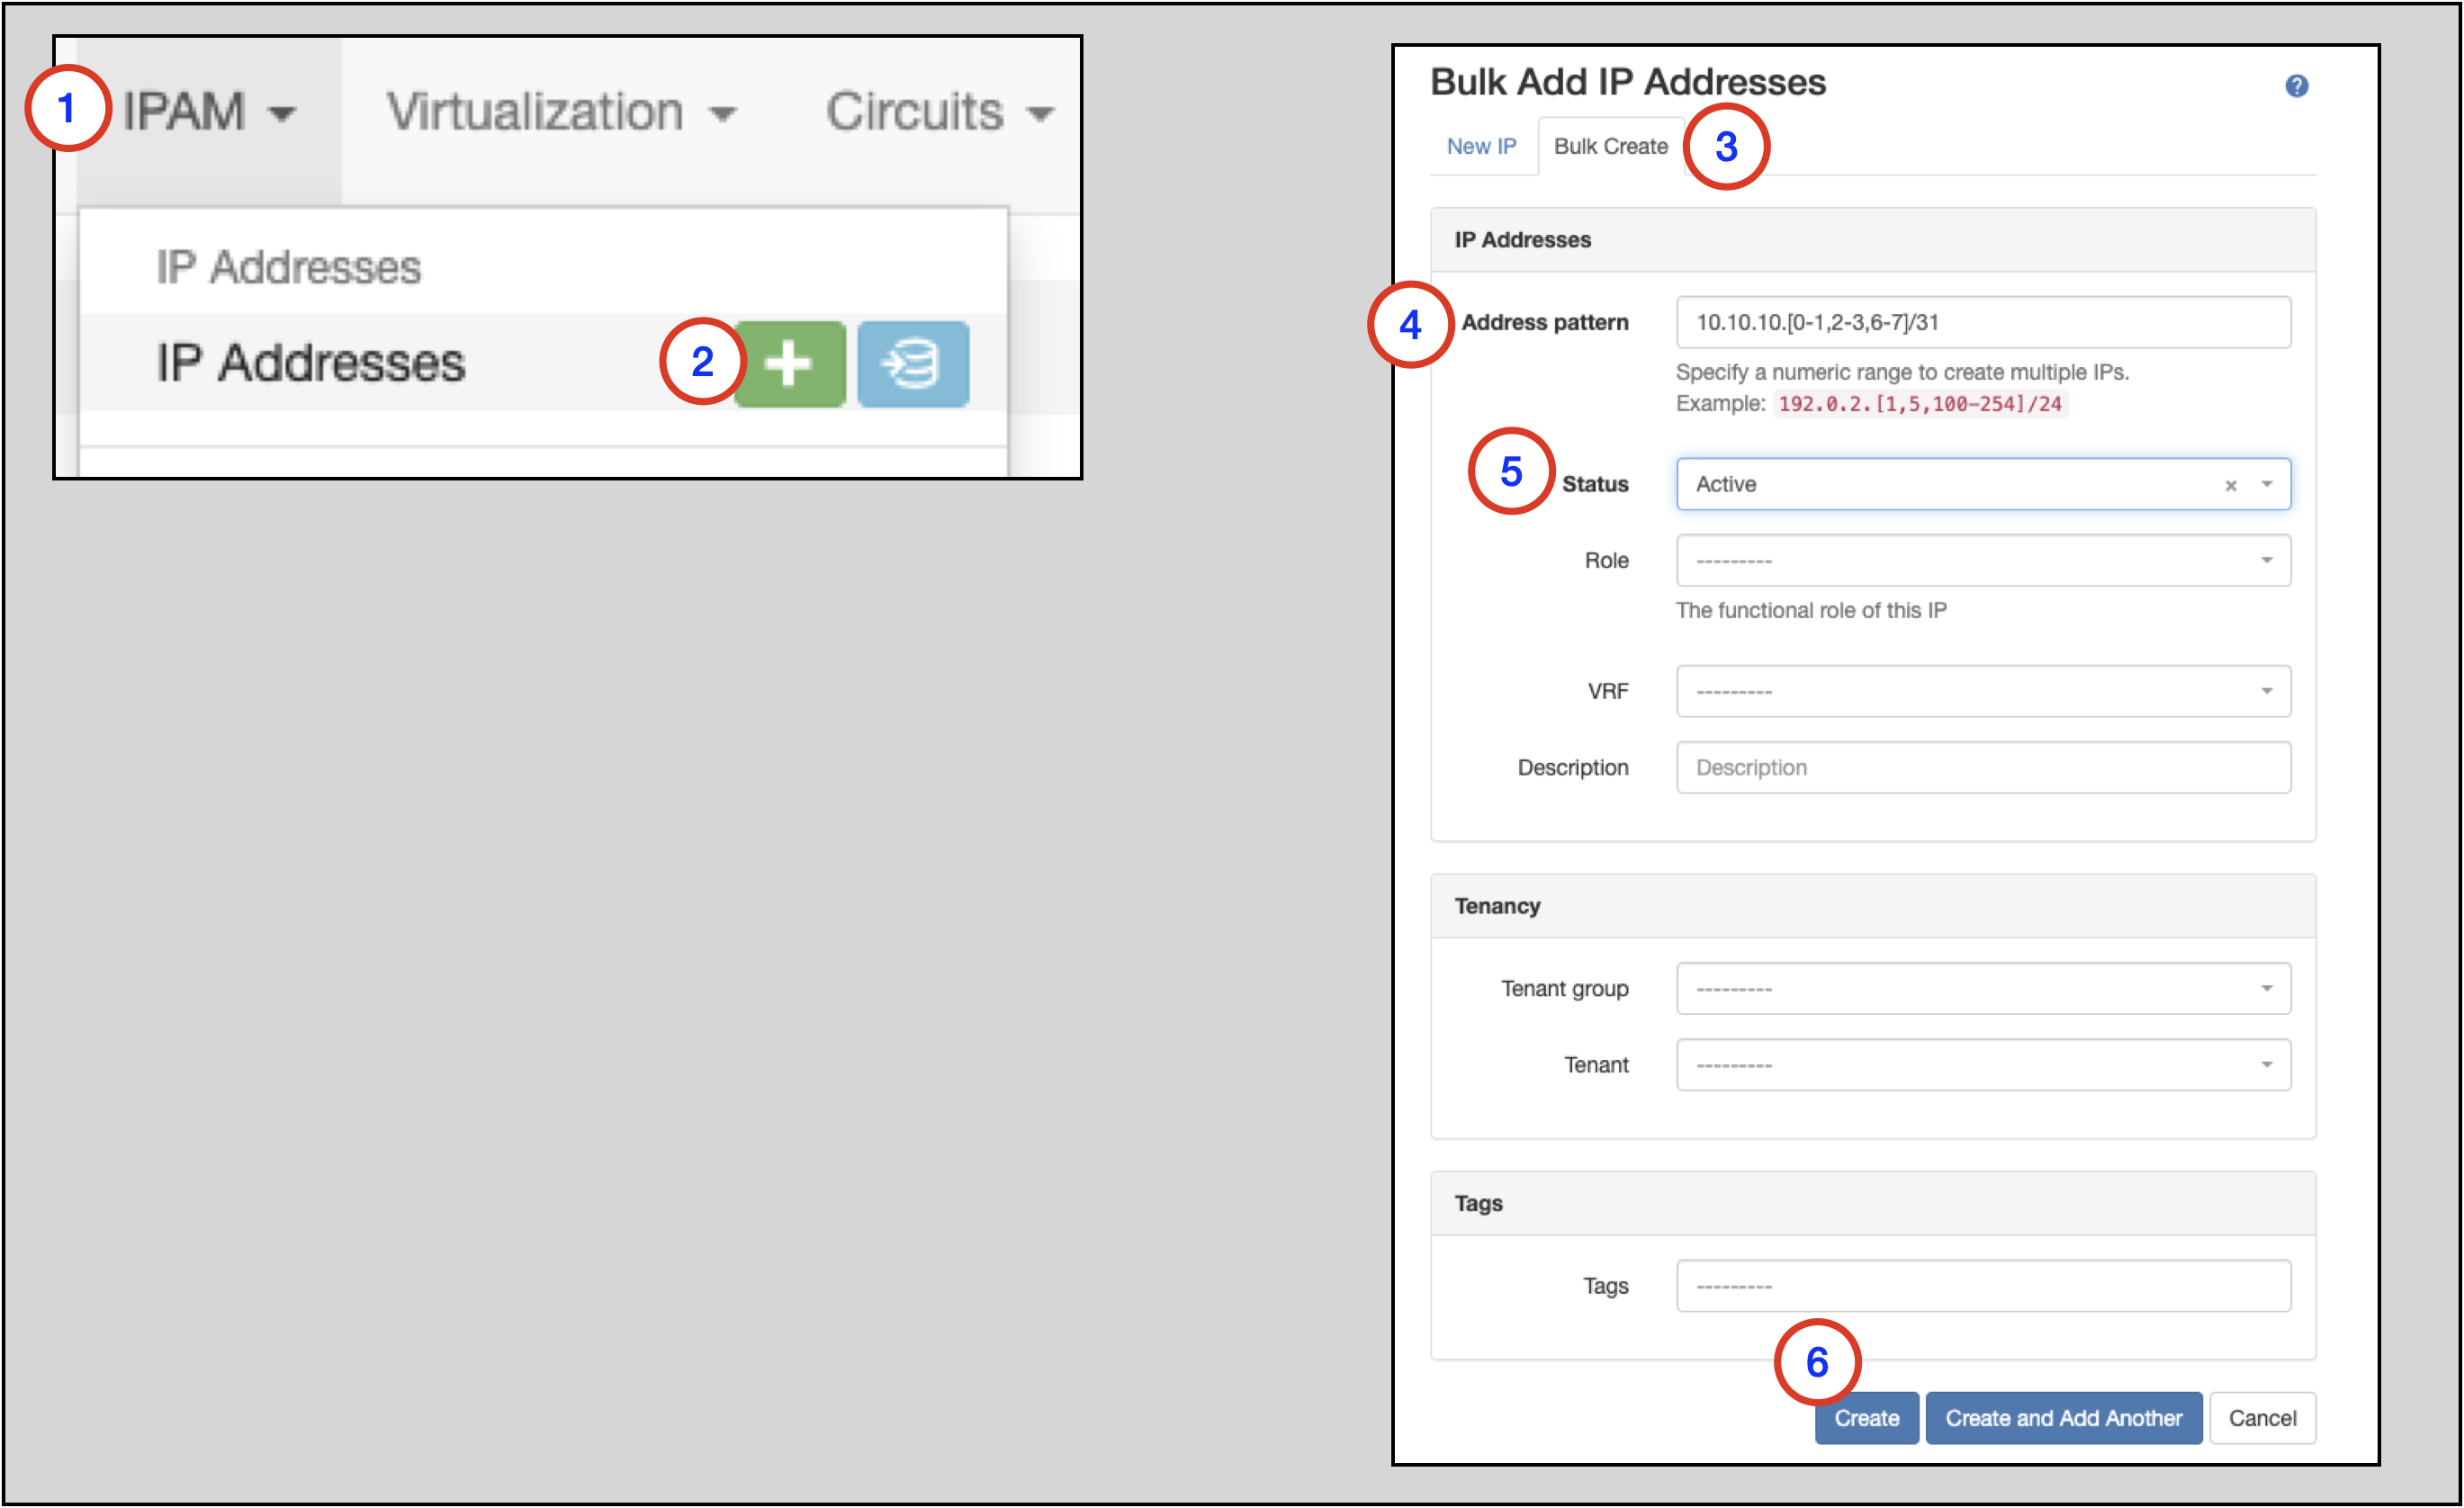 1 IPAM Virtualization Circuits
IP Addresses
IP Addresses 2 +
Bulk Add IP Addresses ?
New IP Bulk Create 3
IP Addresses
4 Address pattern 10.10.10.[0-1,2-3,6-7]/31
Specify a numeric range to create multiple IPs.
Example: 192.0.2.[1,5,100-254]/24
5 Status Active ×
Role ---------
The functional role of this IP
VRF ---------
Description Description
Tenancy
Tenant group ---------
Tenant ---------
Tags
Tags ---------
6
Create Create and Add Another Cancel